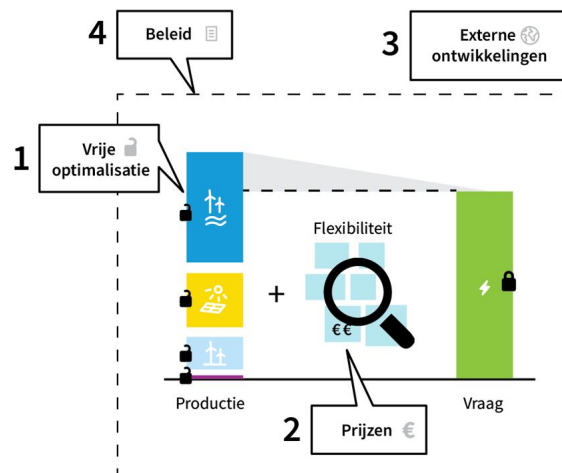 4
Beleid
3
Externe
ontwikkelingen
1
Vrije
optimalisatie
Flexibiliteit
+
€€
Productie
Vraag
2
Prijzen €